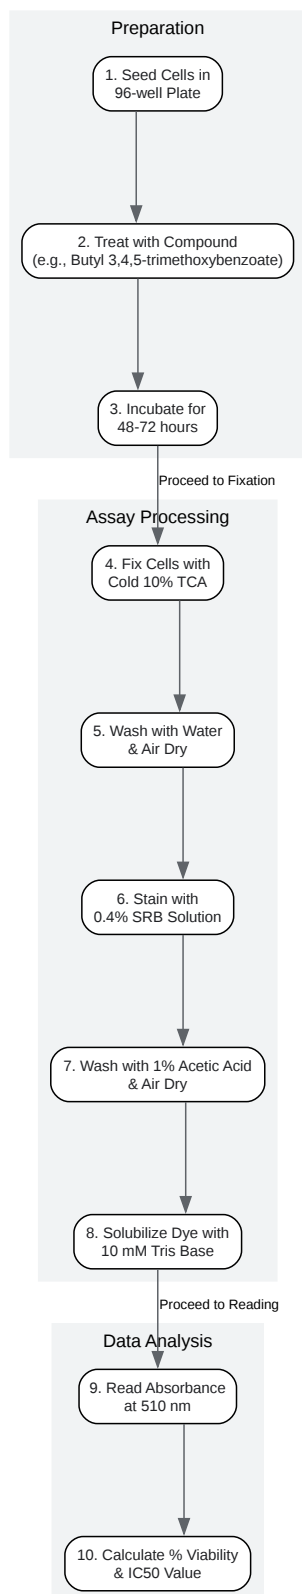 Preparation
1. Seed Cells in
96-well Plate
2. Treat with Compound
(e.g., Butyl 3,4,5-trimethoxybenzoate)
3. Incubate for
48-72 hours
Proceed to Fixation
Assay Processing
4. Fix Cells with
Cold 10% TCA
5. Wash with Water
& Air Dry
6. Stain with
0.4% SRB Solution
7. Wash with 1% Acetic Acid
& Air Dry
8. Solubilize Dye with
10 mM Tris Base
Proceed to Reading
Data Analysis
9. Read Absorbance
at 510 nm
10. Calculate % Viability
& IC50 Value